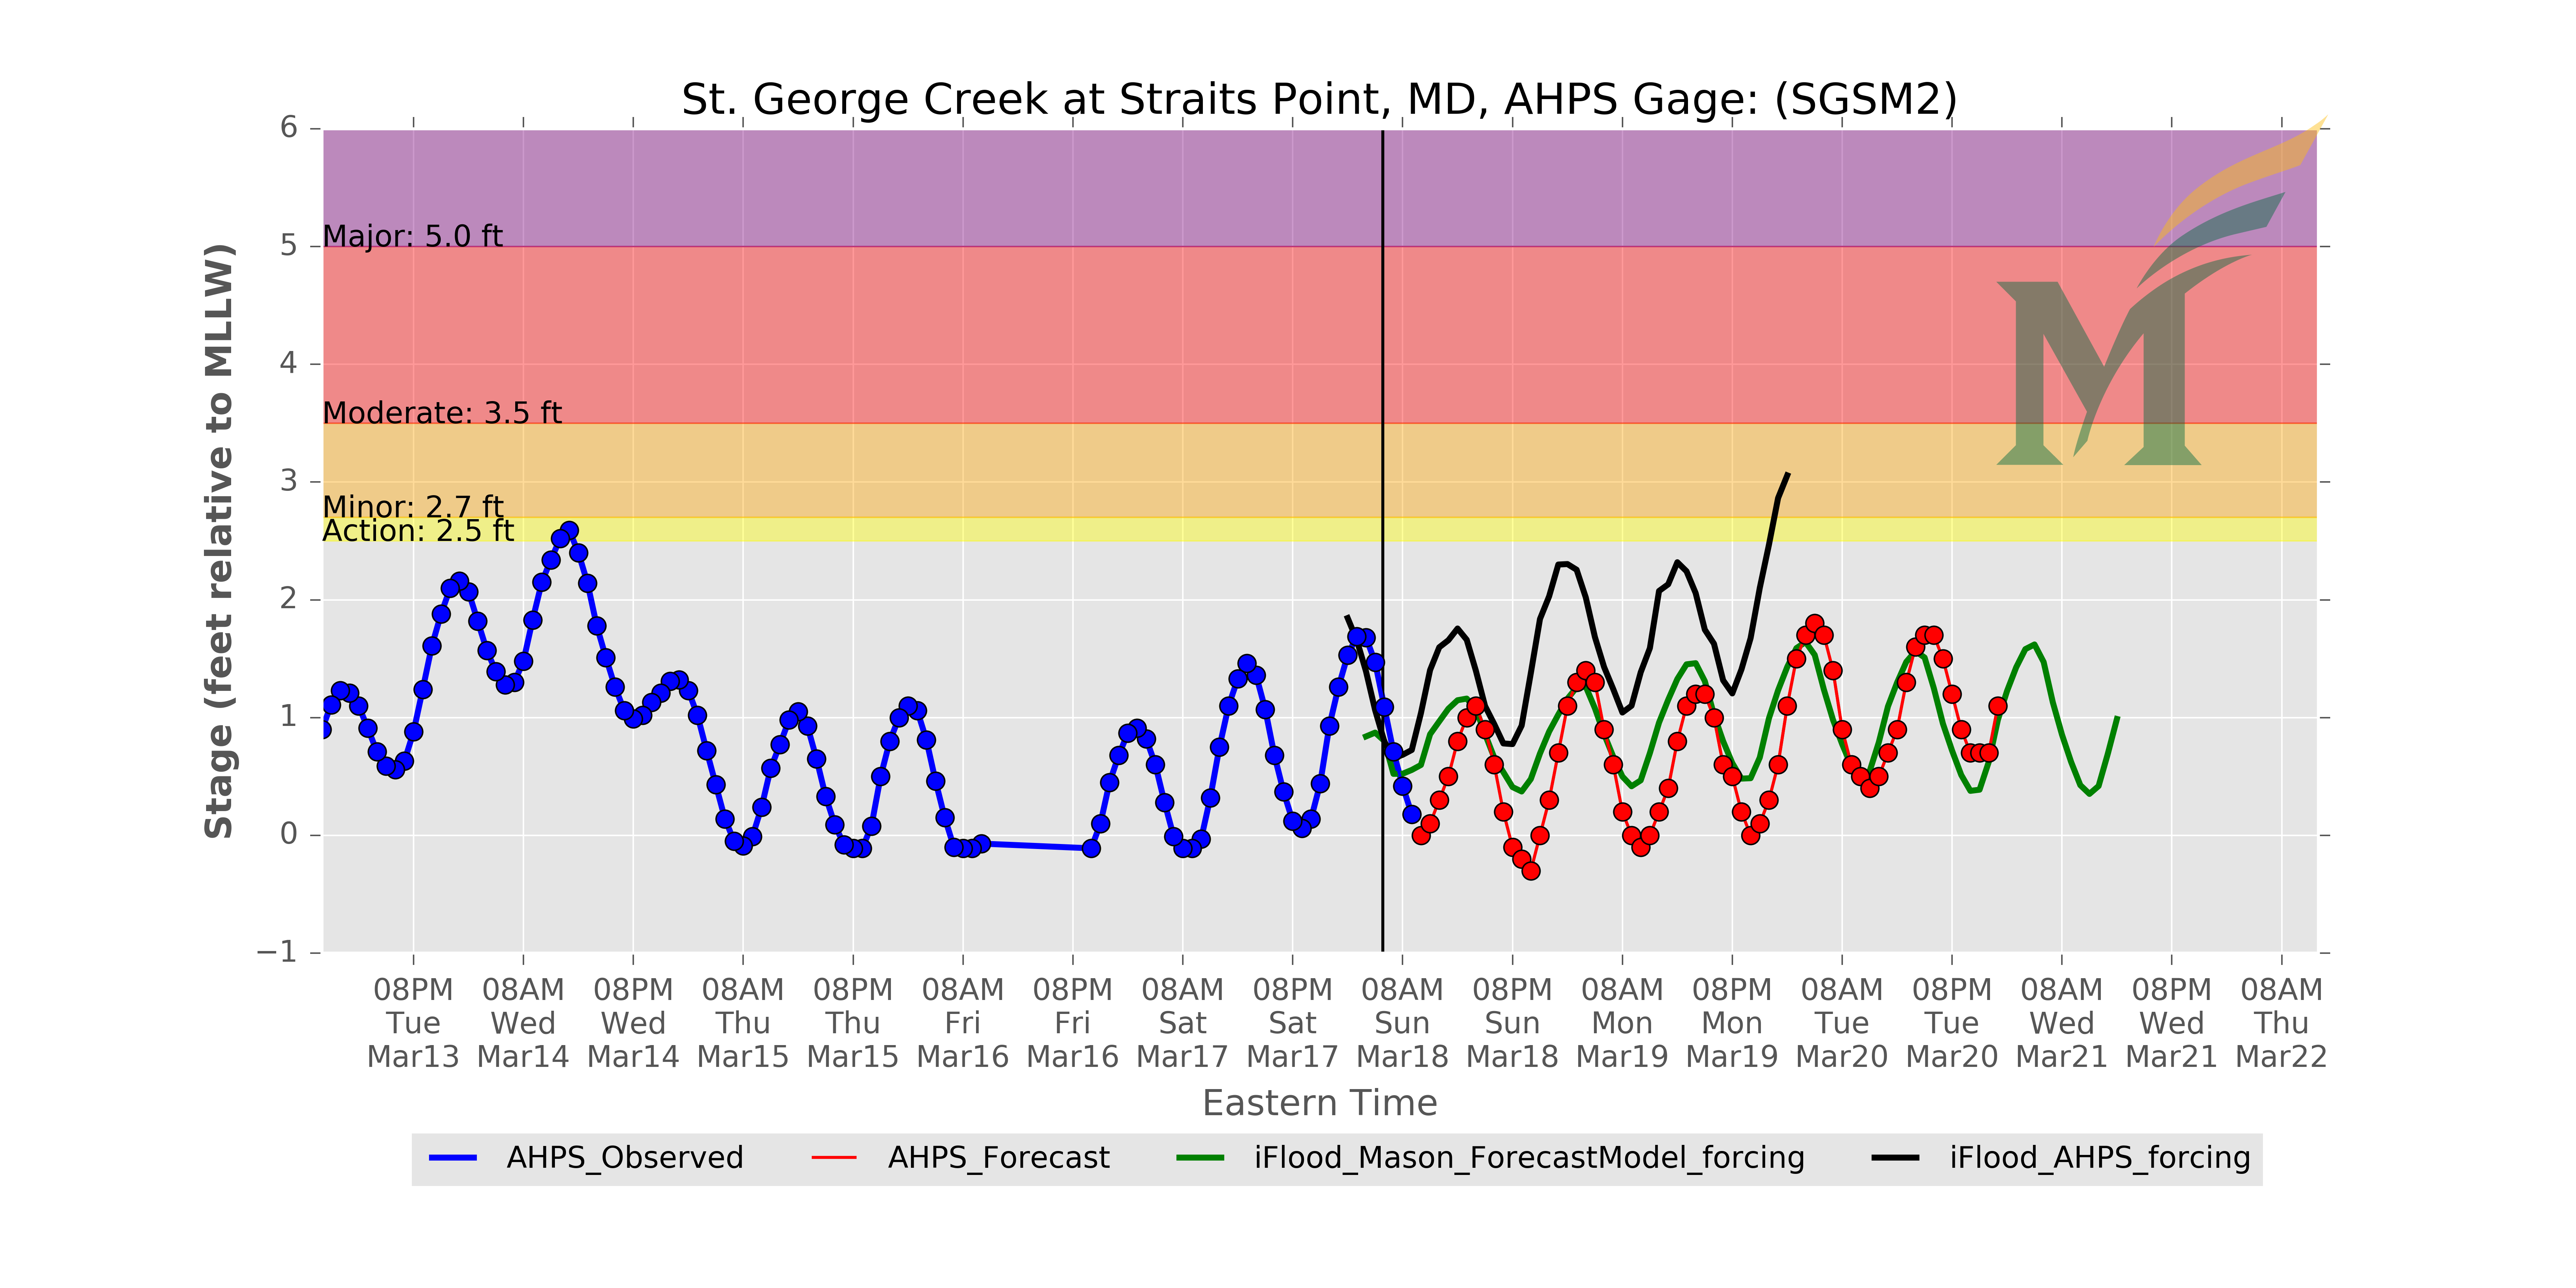 St. George Creek at Straits Point, MD, AHPS Gage: (SGSM2)
Stage (feet relative to MLLW)
6
5
4
3
2
1
0
−1
Major: 5.0 ft
Moderate: 3.5 ft
Minor: 2.7 ft
Action: 2.5 ft
M
08PM 08AM 08PM 08AM 08PM 08AM 08PM 08AM 08PM 08AM 08PM 08AM 08PM 08AM 08PM 08AM 08PM 08AM
Tue Wed Wed Thu Thu Fri Fri Sat Sat Sun Sun Mon Mon Tue Tue Wed Wed Thu
Mar13 Mar14 Mar14 Mar15 Mar15 Mar16 Mar16 Mar17 Mar17 Mar18 Mar18 Mar19 Mar19 Mar20 Mar20 Mar21 Mar21 Mar22
Eastern Time
AHPS_Observed AHPS_Forecast iFlood_Mason_ForecastModel_forcing iFlood_AHPS_forcing